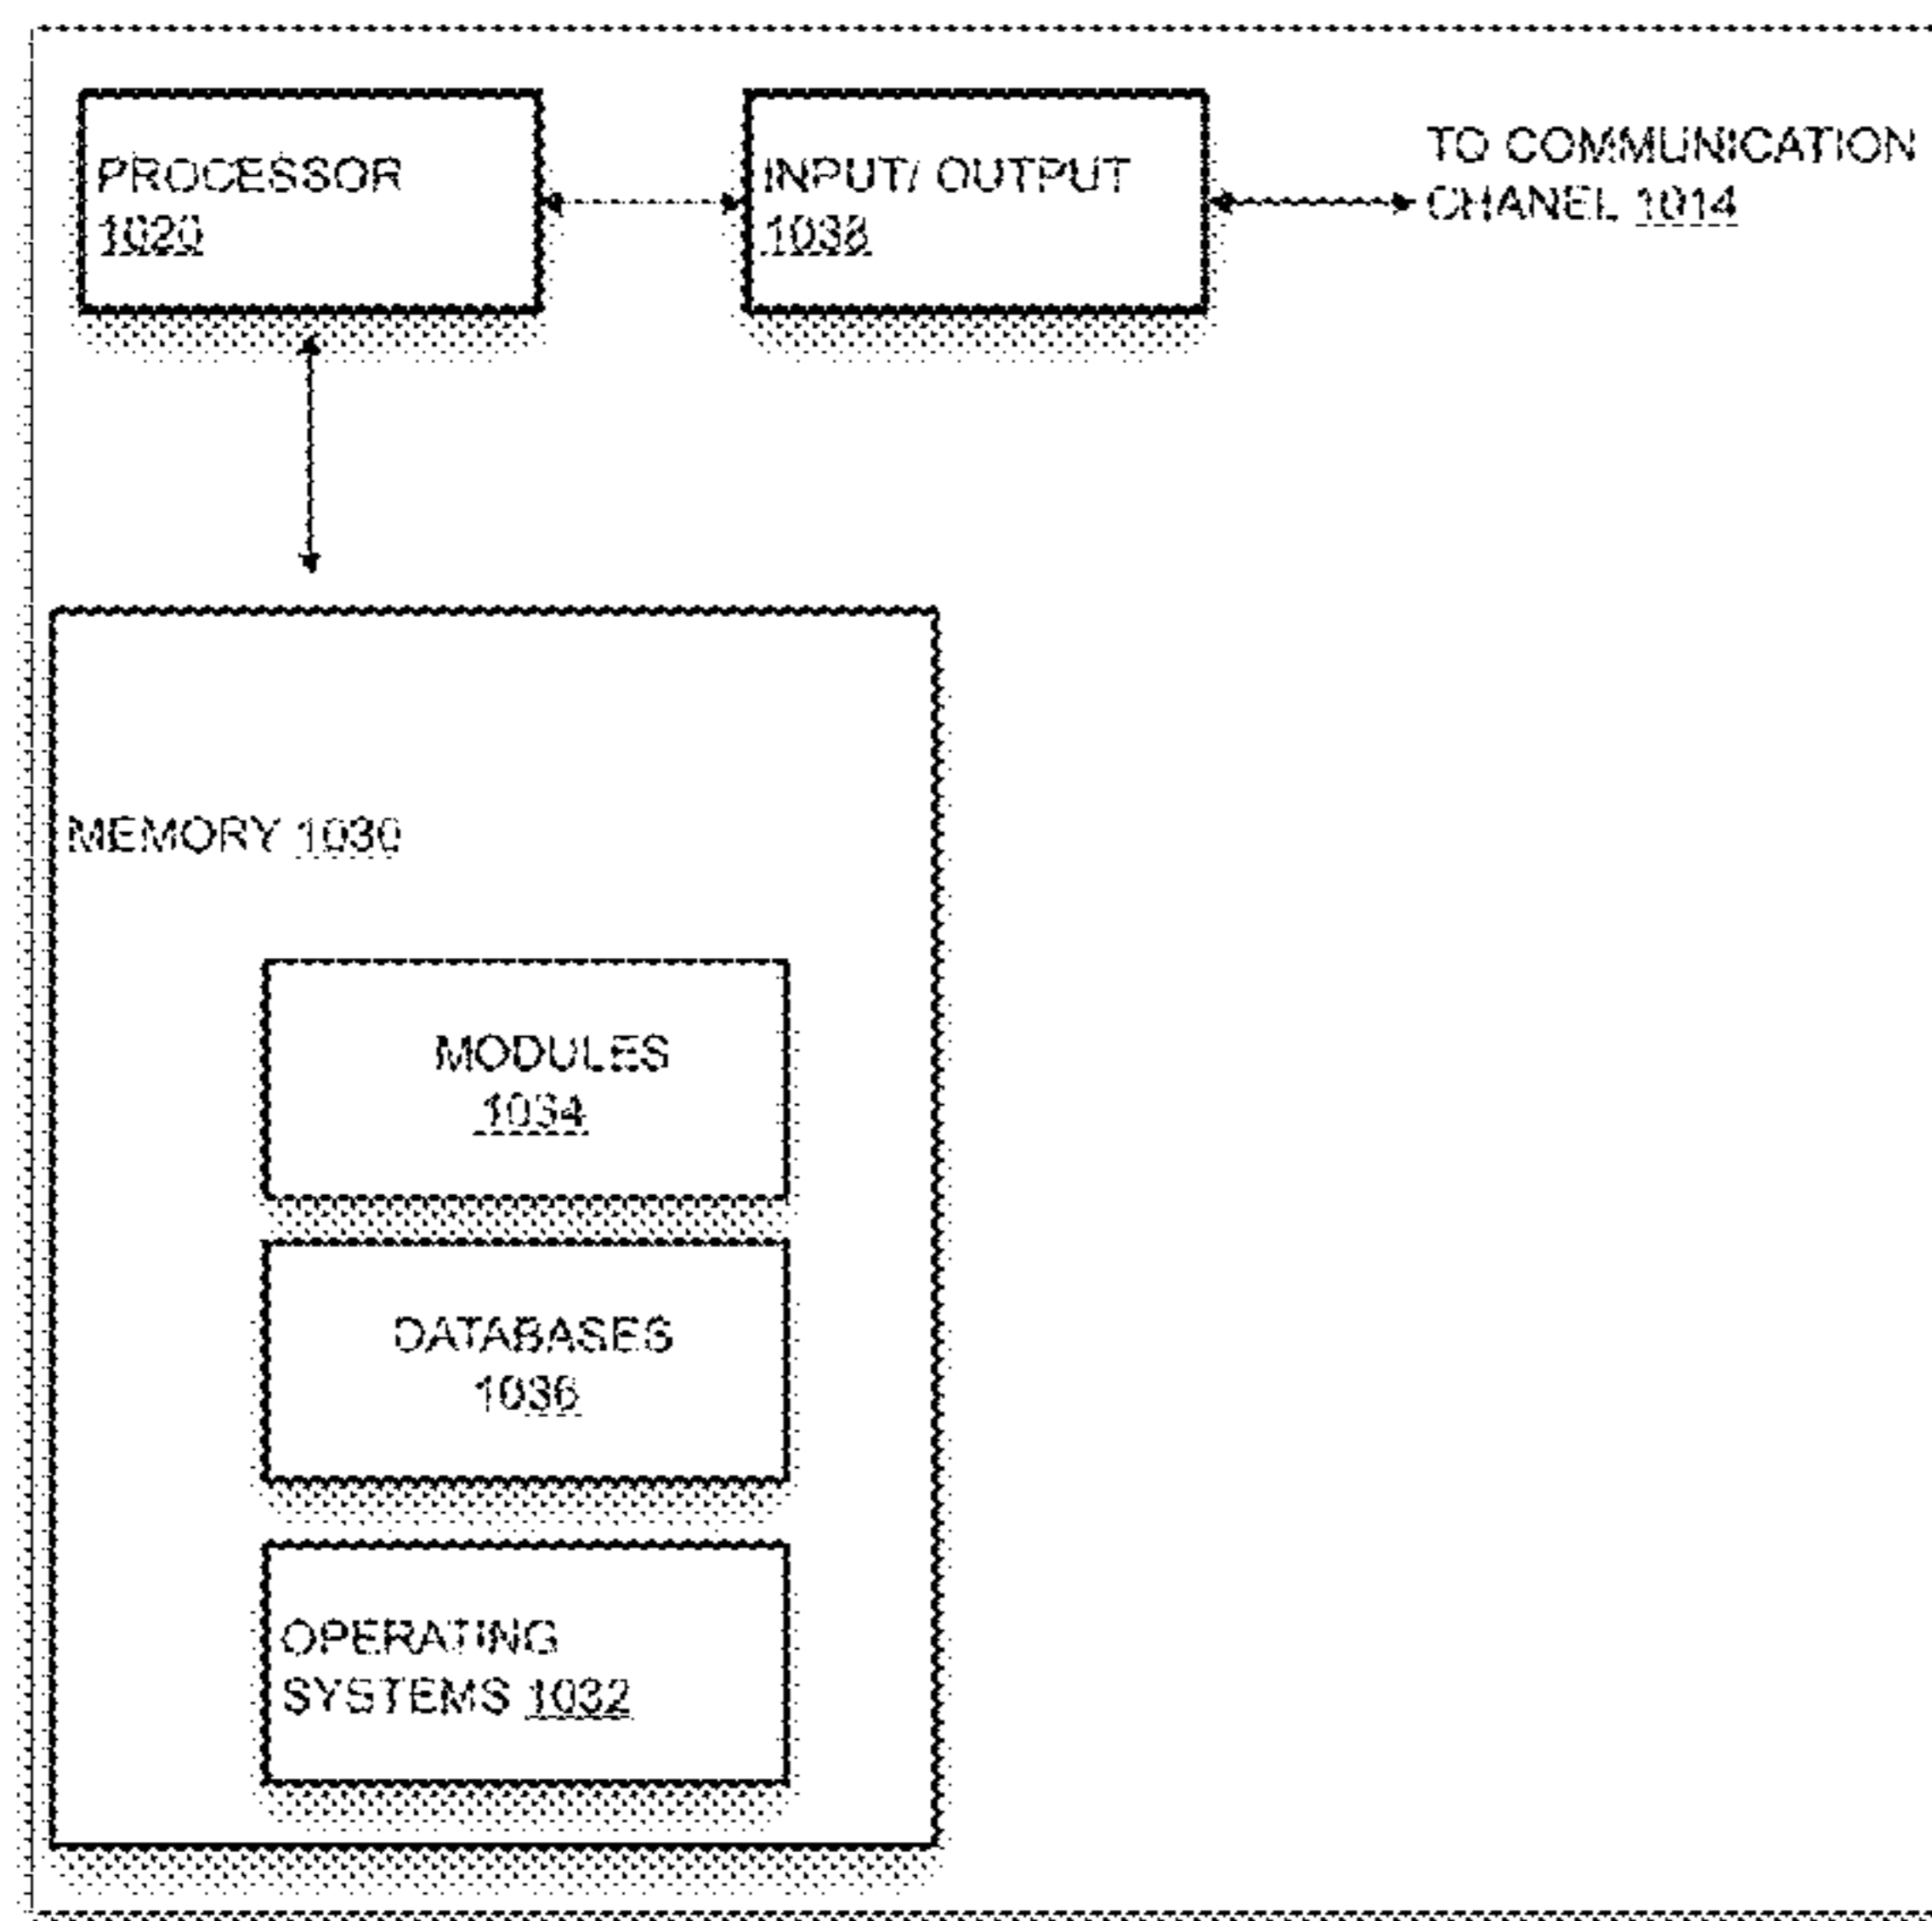 PROCESSOR
1020
INPUT/ OUTPUT
1038
TO COMMUNICATION
CHANEL 1014
MEMORY 1030
MODULES
1034
DATABASES
1036
OPERATING
SYSTEMS 1032